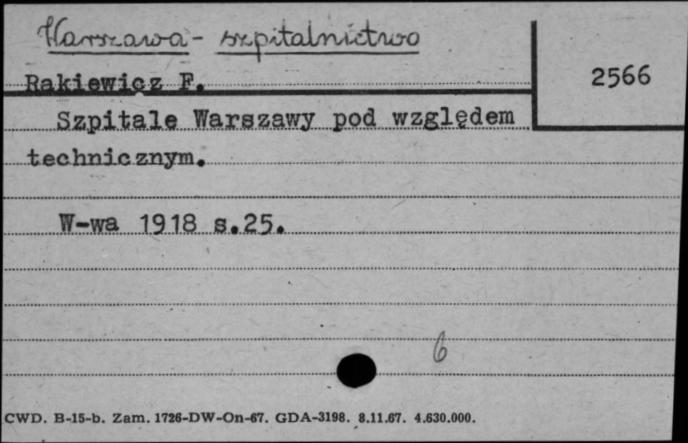 Warszawa - szpitalnictwo
Rakiewicz F.
2566
Szpitale Warszawy pod względem
technicznym.
W-wa 1918 s.25.
6
CWD. B-15-b. Zam. 1726-DW-On-67. GDA-3198. 8.11.67. 4.630.000.